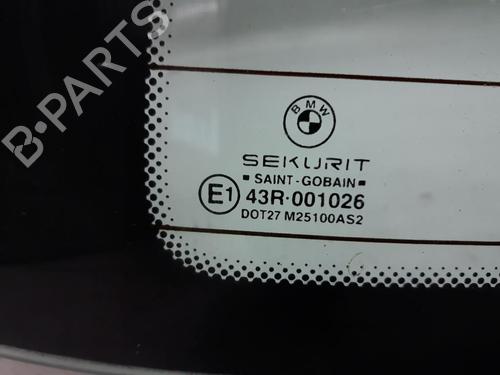 B-PARTS
BMW
SEKURIT
▪ SAINT-GOBAIN ▪
E1 43R-001026
DOT27 M25100AS2